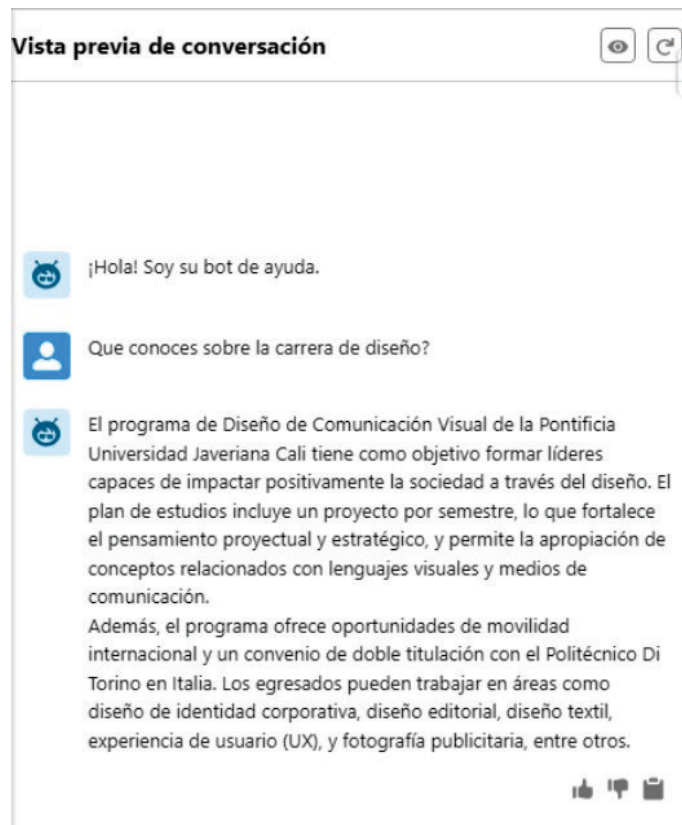 Vista previa de conversación
¡Hola! Soy su bot de ayuda.
Que conoces sobre la carrera de diseño?
El programa de Diseño de Comunicación Visual de la Pontificia
Universidad Javeriana Cali tiene como objetivo formar líderes
capaces de impactar positivamente la sociedad a través del diseño. El
plan de estudios incluye un proyecto por semestre, lo que fortalece
el pensamiento proyectual y estratégico, y permite la apropiación de
conceptos relacionados con lenguajes visuales y medios de
comunicación.
Además, el programa ofrece oportunidades de movilidad
internacional y un convenio de doble titulación con el Politécnico Di
Torino en Italia. Los egresados pueden trabajar en áreas como
diseño de identidad corporativa, diseño editorial, diseño textil,
experiencia de usuario (UX), y fotografía publicitaria, entre otros.